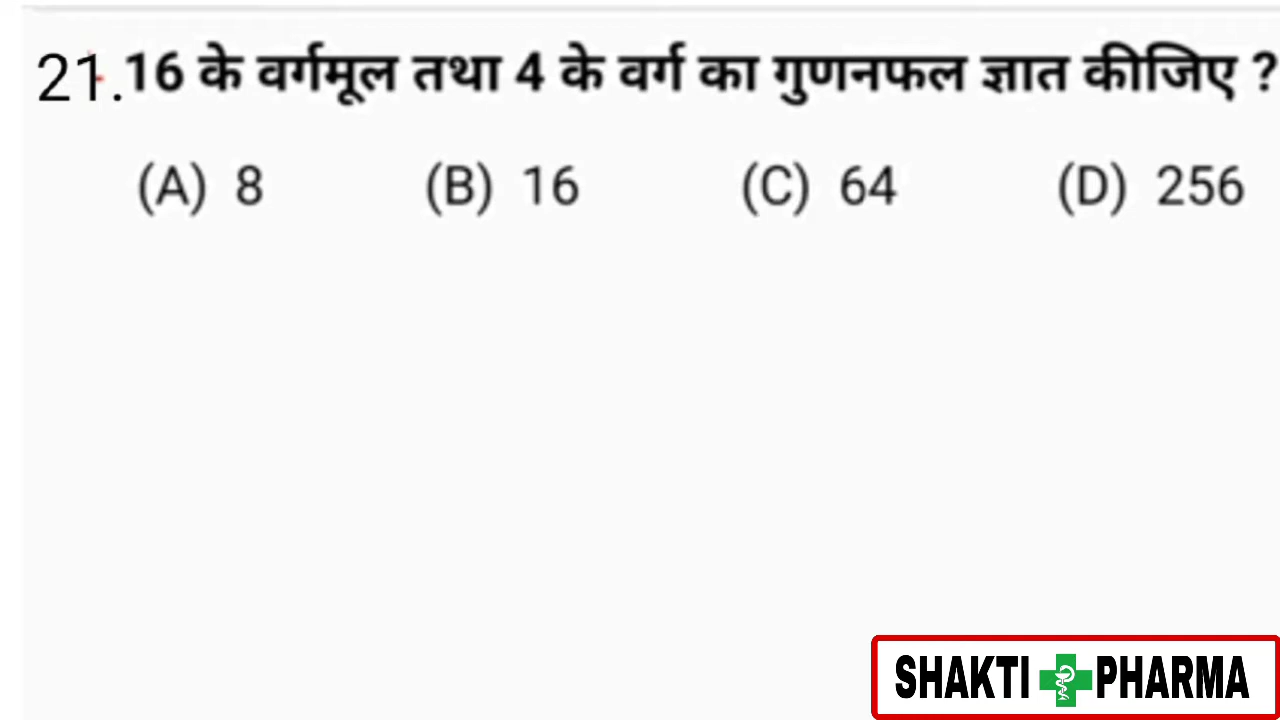 21.16 के वर्गमूल तथा 4 के वर्ग का गुणनफल ज्ञात कीजिए ?
(A) 8 (B) 16 (C) 64 (D) 256
SHAKTI PHARMA